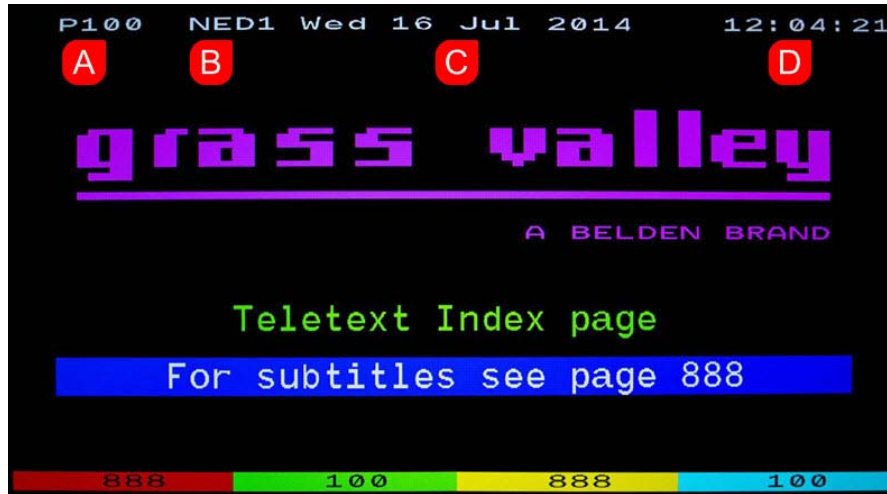 P100 NED1 Wed 16 Jul 2014 12:04:21
A B C D
grass valley
A BELDEN BRAND
Teletext Index page
For subtitles see page 888
888 100 888 100